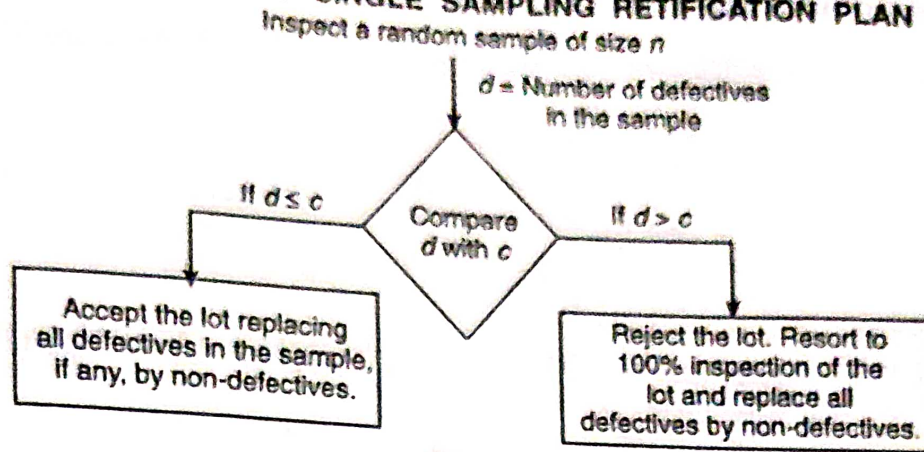 SINGLE SAMPLING RETIFICATION PLAN
Inspect a random sample of size n
d = Number of defectives
in the sample
If d ≤ c
Compare
d with c
If d > c
Accept the lot replacing
all defectives in the sample,
if any, by non-defectives.
Reject the lot. Resort to
100% inspection of the
lot and replace all
defectives by non-defectives.